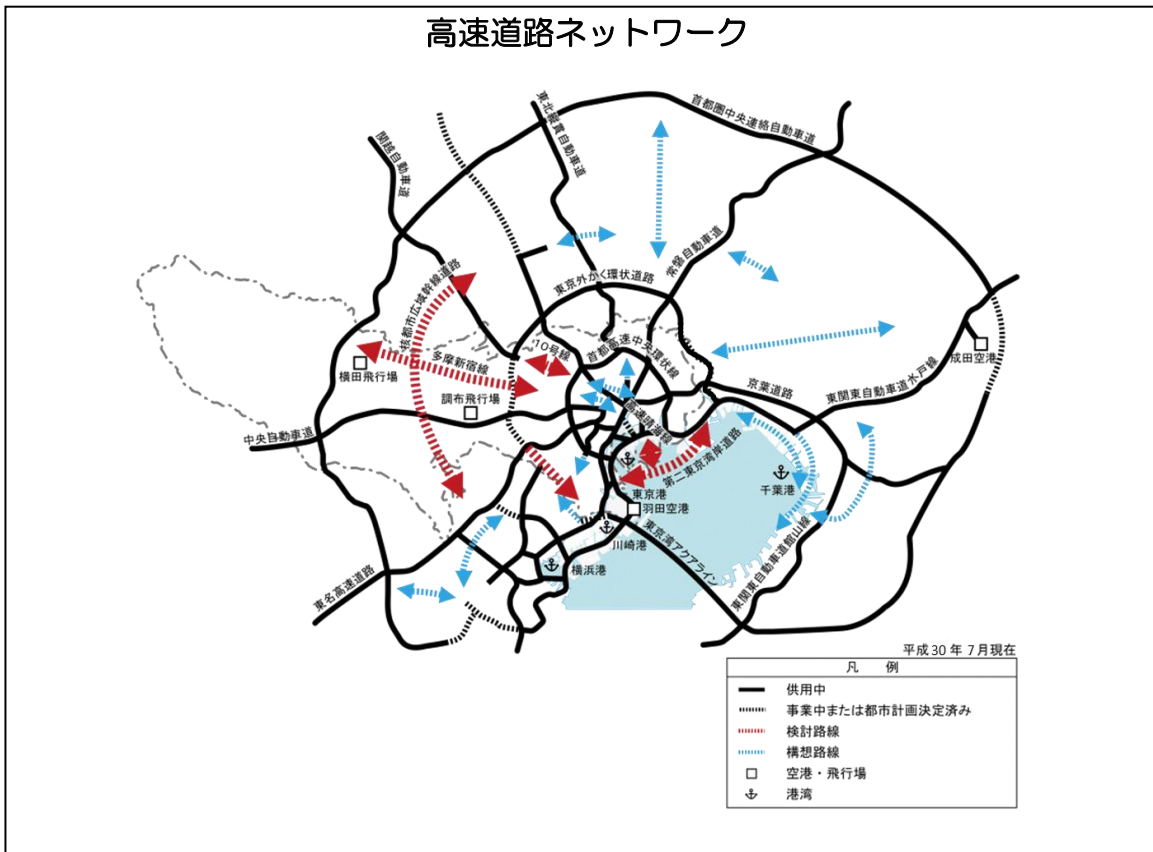 高速道路ネットワーク
首都圏中央連絡自動車道
東北縦貫自動車道
関越自動車道
常磐自動車道
東京外かく環状道路
核都市広域幹線道路
10号線
首都高速中央環状線
多摩新宿線
横田飛行場
成田空港
調布飛行場
京葉道路
東関東自動車道水戸線
高速晴海線
中央自動車道
第二東京湾岸道路
千葉港
東京港
羽田空港
川崎港
東京湾アクアライン
横浜港
東関東自動車道館山線
東名高速道路
平成30年7月現在
凡 例
供用中
事業中または都市計画決定済み
検討路線
構想路線
空港・飛行場
港湾